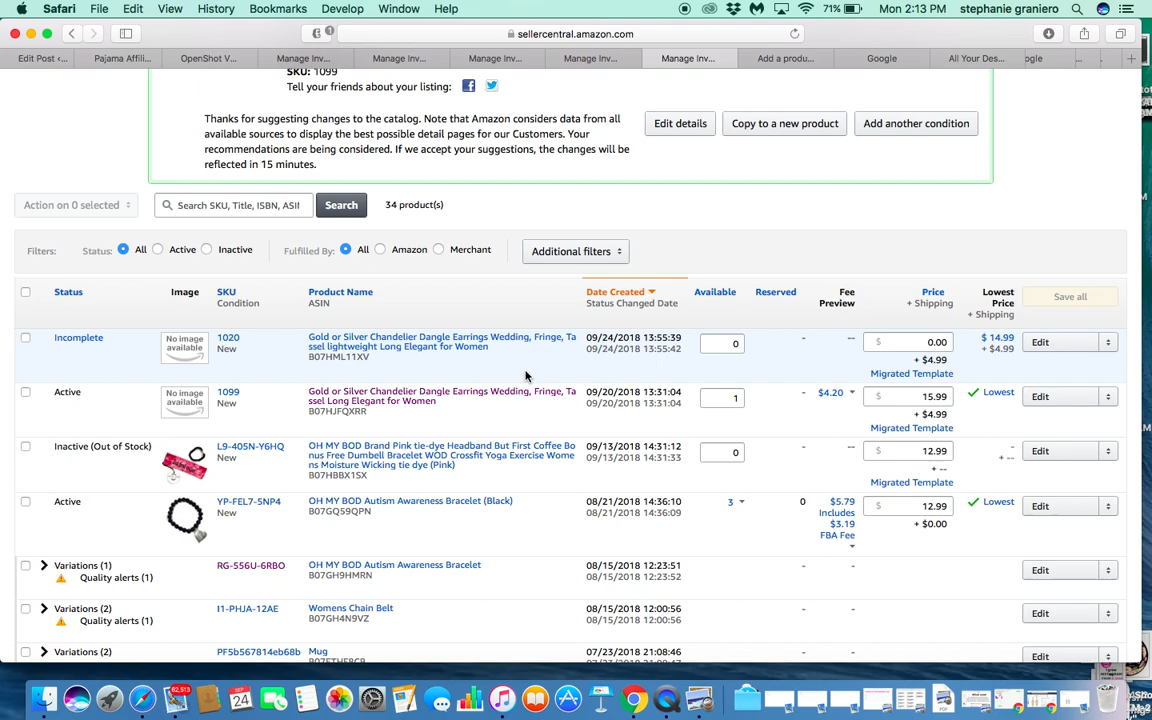 Safari File Edit View History Bookmarks Develop Window Help 71% Mon 2:13 PM stephanie graniero
1 sellercentral.amazon.com
Edit Post ‹... Pajama Affili... OpenShot V... Manage Inv... Manage Inv... Manage Inv... Manage Inv... Manage Inv... Add a produ... Google All Your Des... ogle ... ...
SKU: 1099
Tell your friends about your listing:
Thanks for suggesting changes to the catalog. Note that Amazon considers data from all
available sources to display the best possible detail pages for our Customers. Your
recommendations are being considered. If we accept your suggestions, the changes will be
reflected in 15 minutes.
Edit details Copy to a new product Add another condition
Action on 0 selected Search SKU, Title, ISBN, ASIN Search 34 product(s)
Filters: Status: All Active Inactive Fulfilled By: All Amazon Merchant Additional filters
Status Image SKU Product Name Date Created Available Reserved Fee Price Lowest Save all
Condition ASIN Status Changed Date Preview + Shipping Price
+ Shipping
Incomplete No image available 1020 Gold or Silver Chandelier Dangle Earrings Wedding, Fringe, Ta 09/24/2018 13:55:39 0 - -- $ 0.00 $ 14.99 Edit
New ssel lightweight Long Elegant for Women 09/24/2018 13:55:42 + $4.99
B07HML11XV + $4.99
Migrated Template
Active No image available 1099 Gold or Silver Chandelier Dangle Earrings Wedding, Fringe, Ta 09/20/2018 13:31:04 1 - $4.20 $ 15.99 Lowest Edit
New ssel Long Elegant for Women 09/20/2018 13:31:04
B07HJFQXRR + $4.99
Migrated Template
Inactive (Out of Stock) L9-405N-Y6HQ OH MY BOD Brand Pink tie-dye Headband But First Coffee Bo 09/13/2018 14:31:12 0 - -- $ 12.99 - Edit
New nus Free Dumbell Bracelet WOD Crossfit Yoga Exercise Wome 09/13/2018 14:31:33 + --
ns Moisture Wicking tie dye (Pink) + --
B07HBBX1SX Migrated Template
Active YP-FEL7-5NP4 OH MY BOD Autism Awareness Bracelet (Black) 08/21/2018 14:36:10 3 0 $5.79 $ 12.99 Lowest Edit
New B07GQ59QPN 08/21/2018 14:36:09 Includes
$3.19 + $0.00
FBA Fee
Variations (1) RG-556U-6RBO OH MY BOD Autism Awareness Bracelet 08/15/2018 12:23:51 - - Edit
Quality alerts (1) B07GH9HMRN 08/15/2018 12:23:52
Variations (2) I1-PHJA-12AE Womens Chain Belt 08/15/2018 12:00:56 - - Edit
Quality alerts (1) B07GH4N9VZ 08/15/2018 12:00:56
Variations (2) PF5b567814eb68b Mug 07/23/2018 21:08:46 - - Edit
62,513 SEP 24